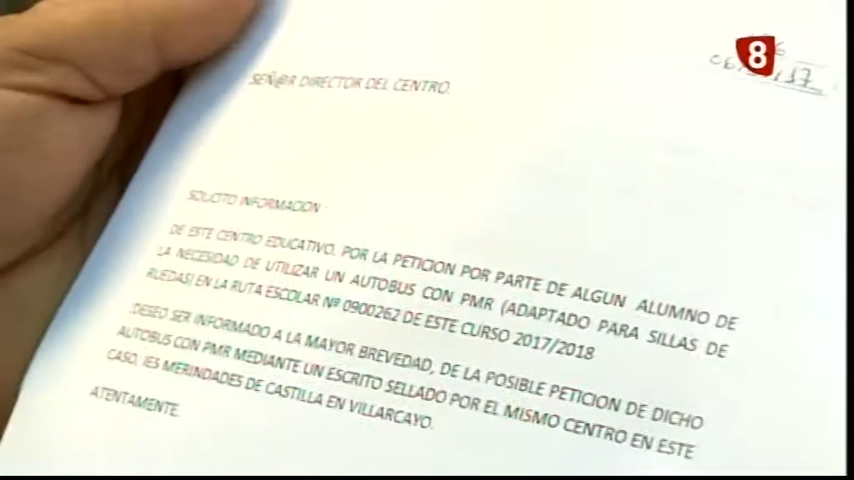 8
SEÑ@R DIRECTOR DEL CENTRO.
SOLICITO INFORMACION :
DE ESTE CENTRO EDUCATIVO, POR LA PETICION POR PARTE DE ALGUN ALUMNO DE
LA NECESIDAD DE UTILIZAR UN AUTOBUS CON PMR (ADAPTADO PARA SILLAS DE
RUEDAS) EN LA RUTA ESCOLAR Nº 0900262 DE ESTE CURSO 2017/2018
.DESEO SER INFORMADO A LA MAYOR BREVEDAD, DE LA POSIBLE PETICION DE DICHO
AUTOBUS CON PMR MEDIANTE UN ESCRITO SELLADO POR EL MISMO CENTRO EN ESTE
CASO, IES MERINDADES DE CASTILLA EN VILLARCAYO.
ATENTAMENTE.